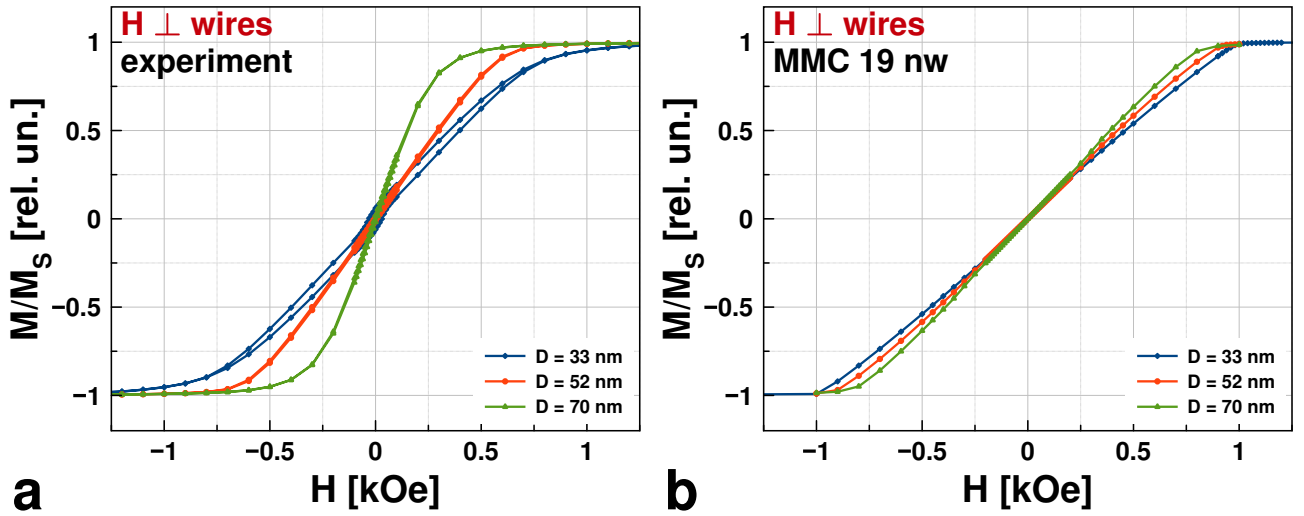 H ⊥ wires
experiment
M/M_S [rel. un.]
1
0.5
0
−0.5
−1
−1
−0.5
0
0.5
1
D = 33 nm
D = 52 nm
D = 70 nm
H [kOe]
a
H ⊥ wires
MMC 19 nw
M/M_S [rel. un.]
1
0.5
0
−0.5
−1
−1
−0.5
0
0.5
1
D = 33 nm
D = 52 nm
D = 70 nm
H [kOe]
b